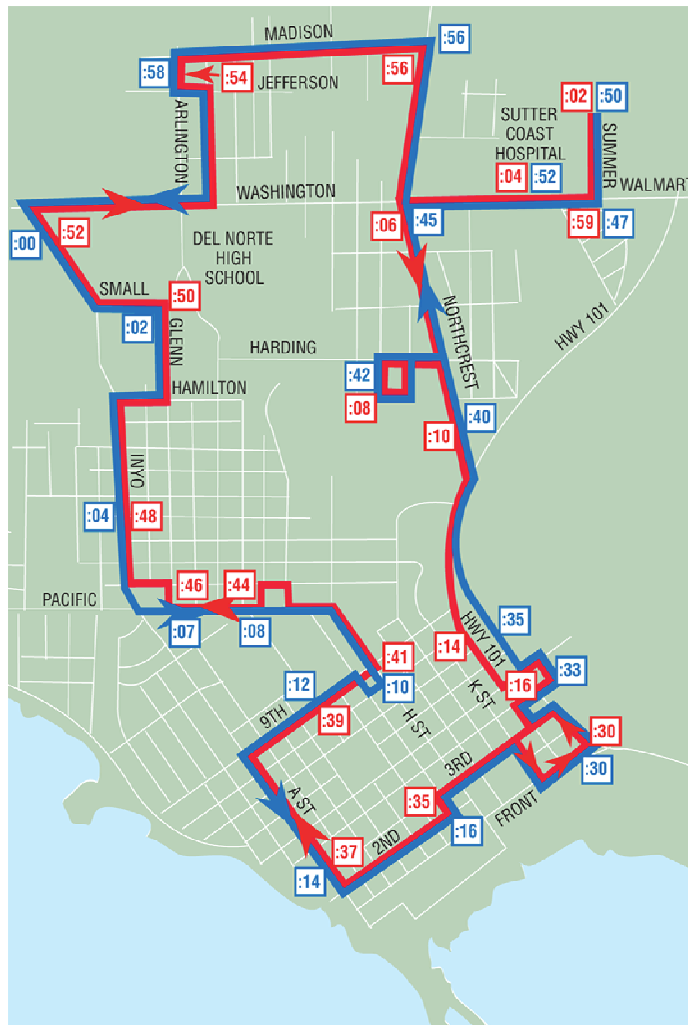 MADISON
:56
:58
:54
JEFFERSON
:56
:02
:50
ARLINGTON
SUTTER
COAST
HOSPITAL
SUMMER
:04
:52
WASHINGTON
WALMART
:06
:45
:59
:47
:00
:52
DEL NORTE
HIGH
SCHOOL
SMALL
:50
:02
GLENN
NORTHCREST
HWY 101
HARDING
:42
:08
HAMILTON
:10
:40
INYO
:04
:48
PACIFIC
:46
:44
:07
:08
:35
HWY 101
:14
:33
:41
:16
K ST
:12
:10
9TH
:39
H ST
:30
3RD
:30
A ST
:35
FRONT
:16
2ND
:37
:14